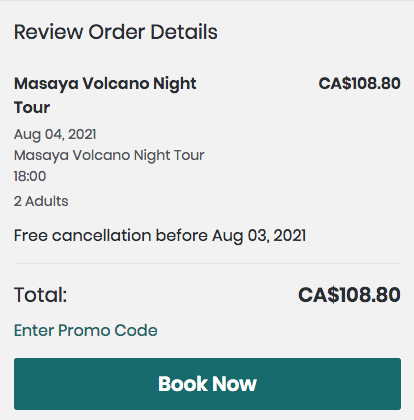 Review Order Details
Masaya Volcano Night
Tour
CA$108.80
Aug 04, 2021
Masaya Volcano Night Tour
18:00
2 Adults
Free cancellation before Aug 03, 2021
Total:
CA$108.80
Enter Promo Code
Book Now